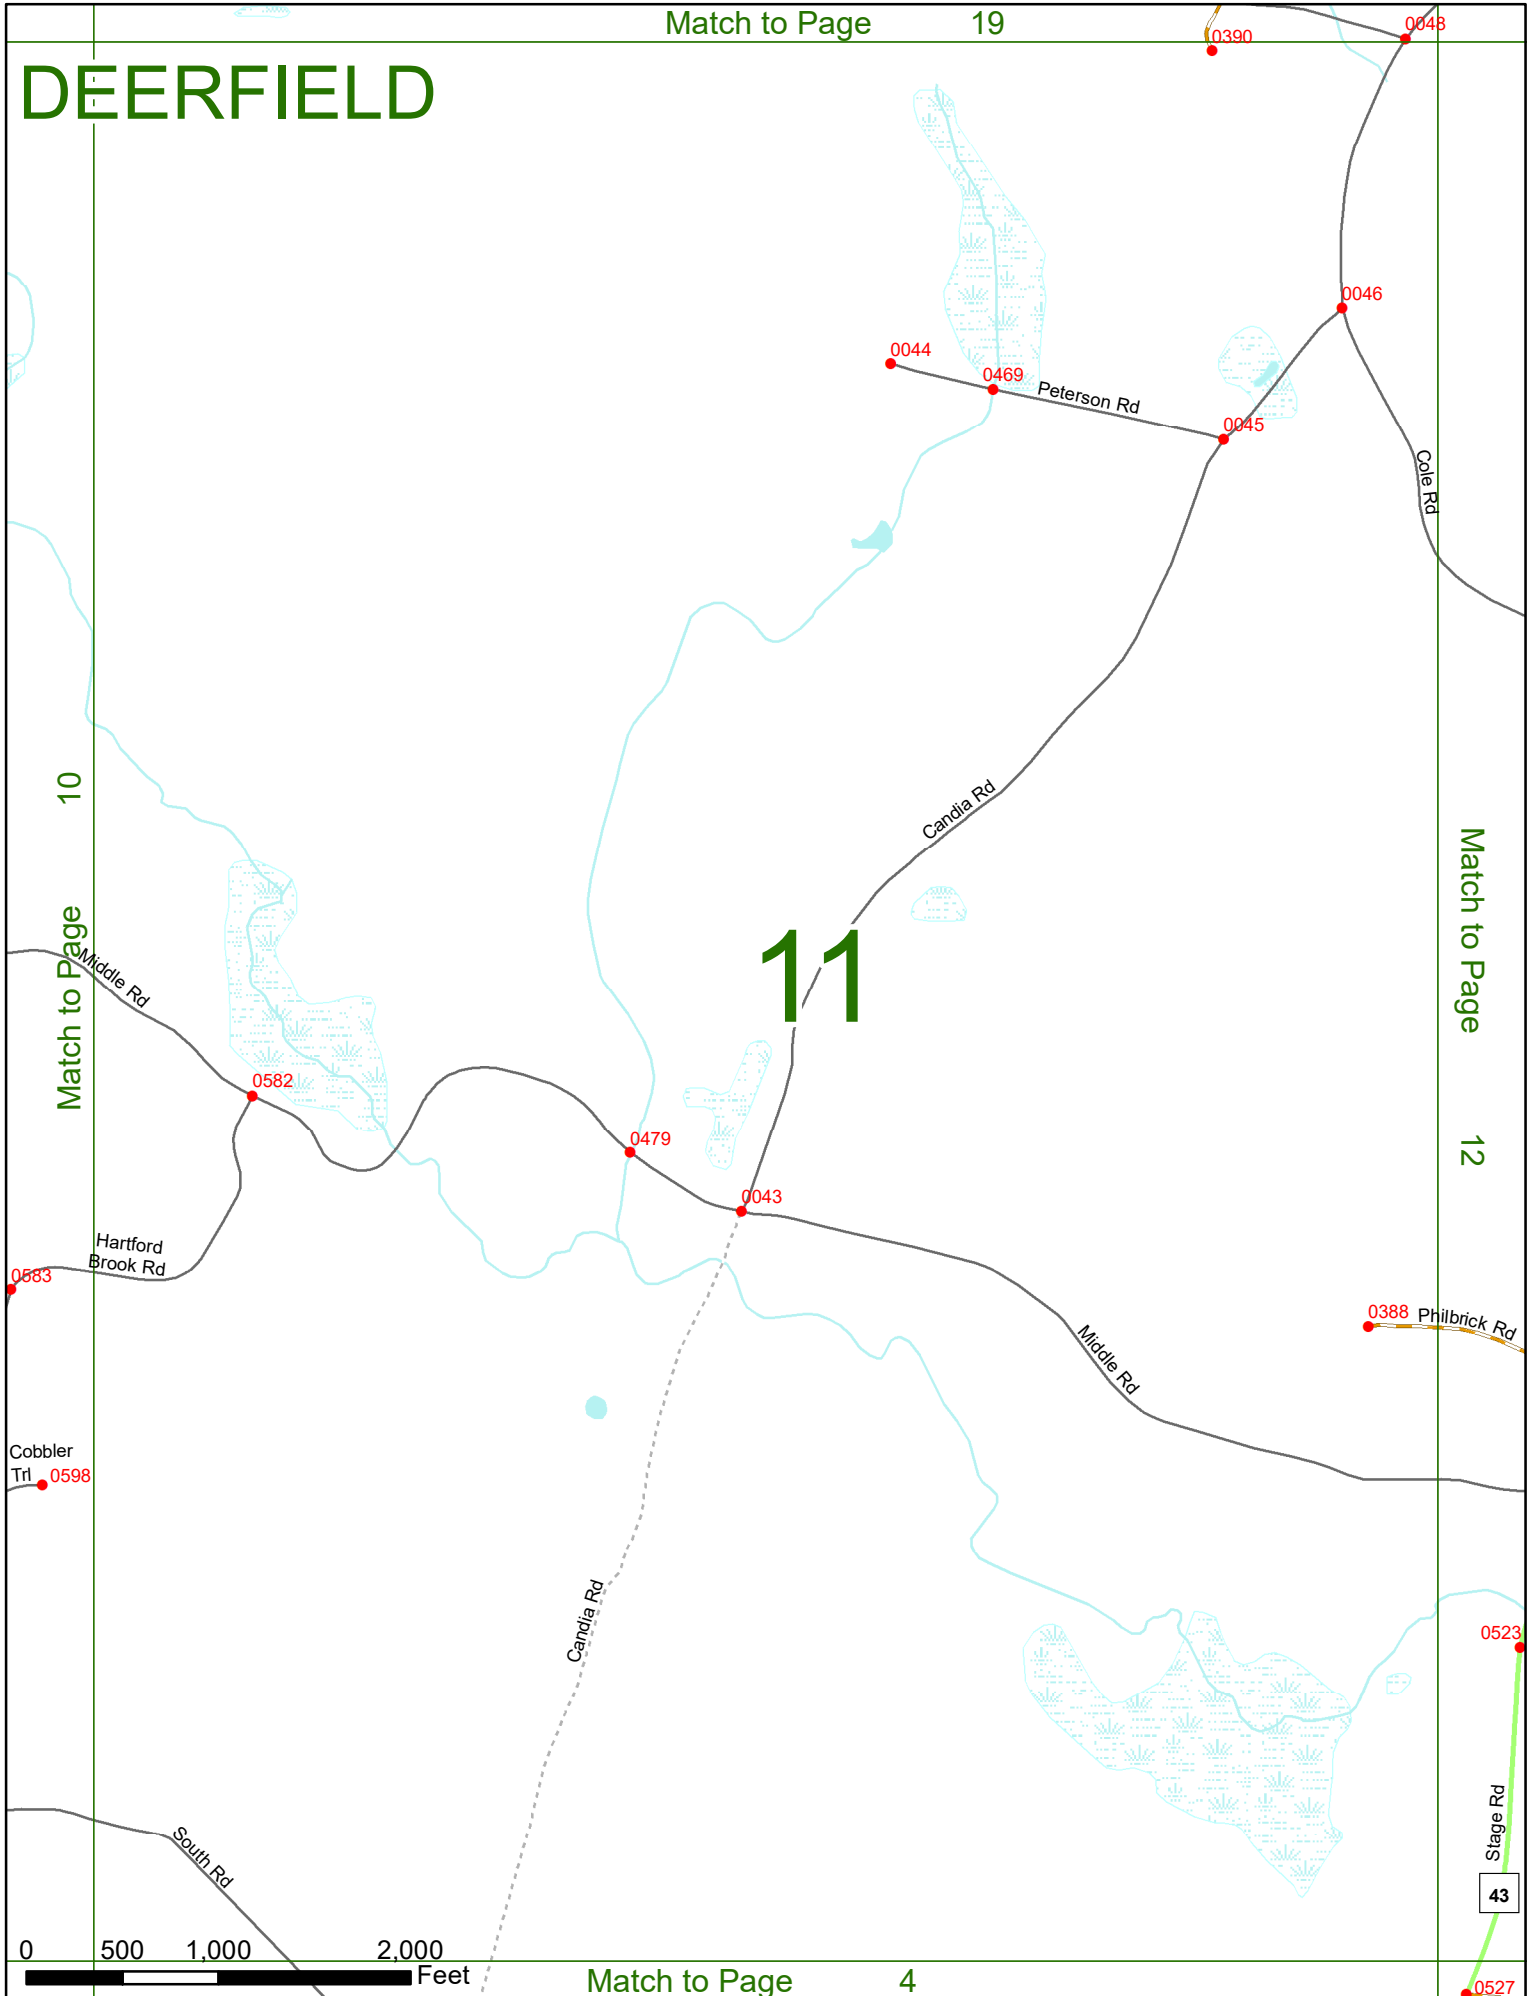 Match to Page 19
0048
0390
DEERFIELD
0046
0044
0469
Peterson Rd
0045
Cole Rd
10
Match to Page
Candia Rd
Match to Page
12
11
Middle Rd
0582
0479
0043
Hartford
Brook Rd
0583
0388
Philbrick Rd
Middle Rd
Cobbler
Trl
0598
Candia Rd
0523
Stage Rd
South Rd
43
0 500 1,000 2,000
Feet
Match to Page 4
0527